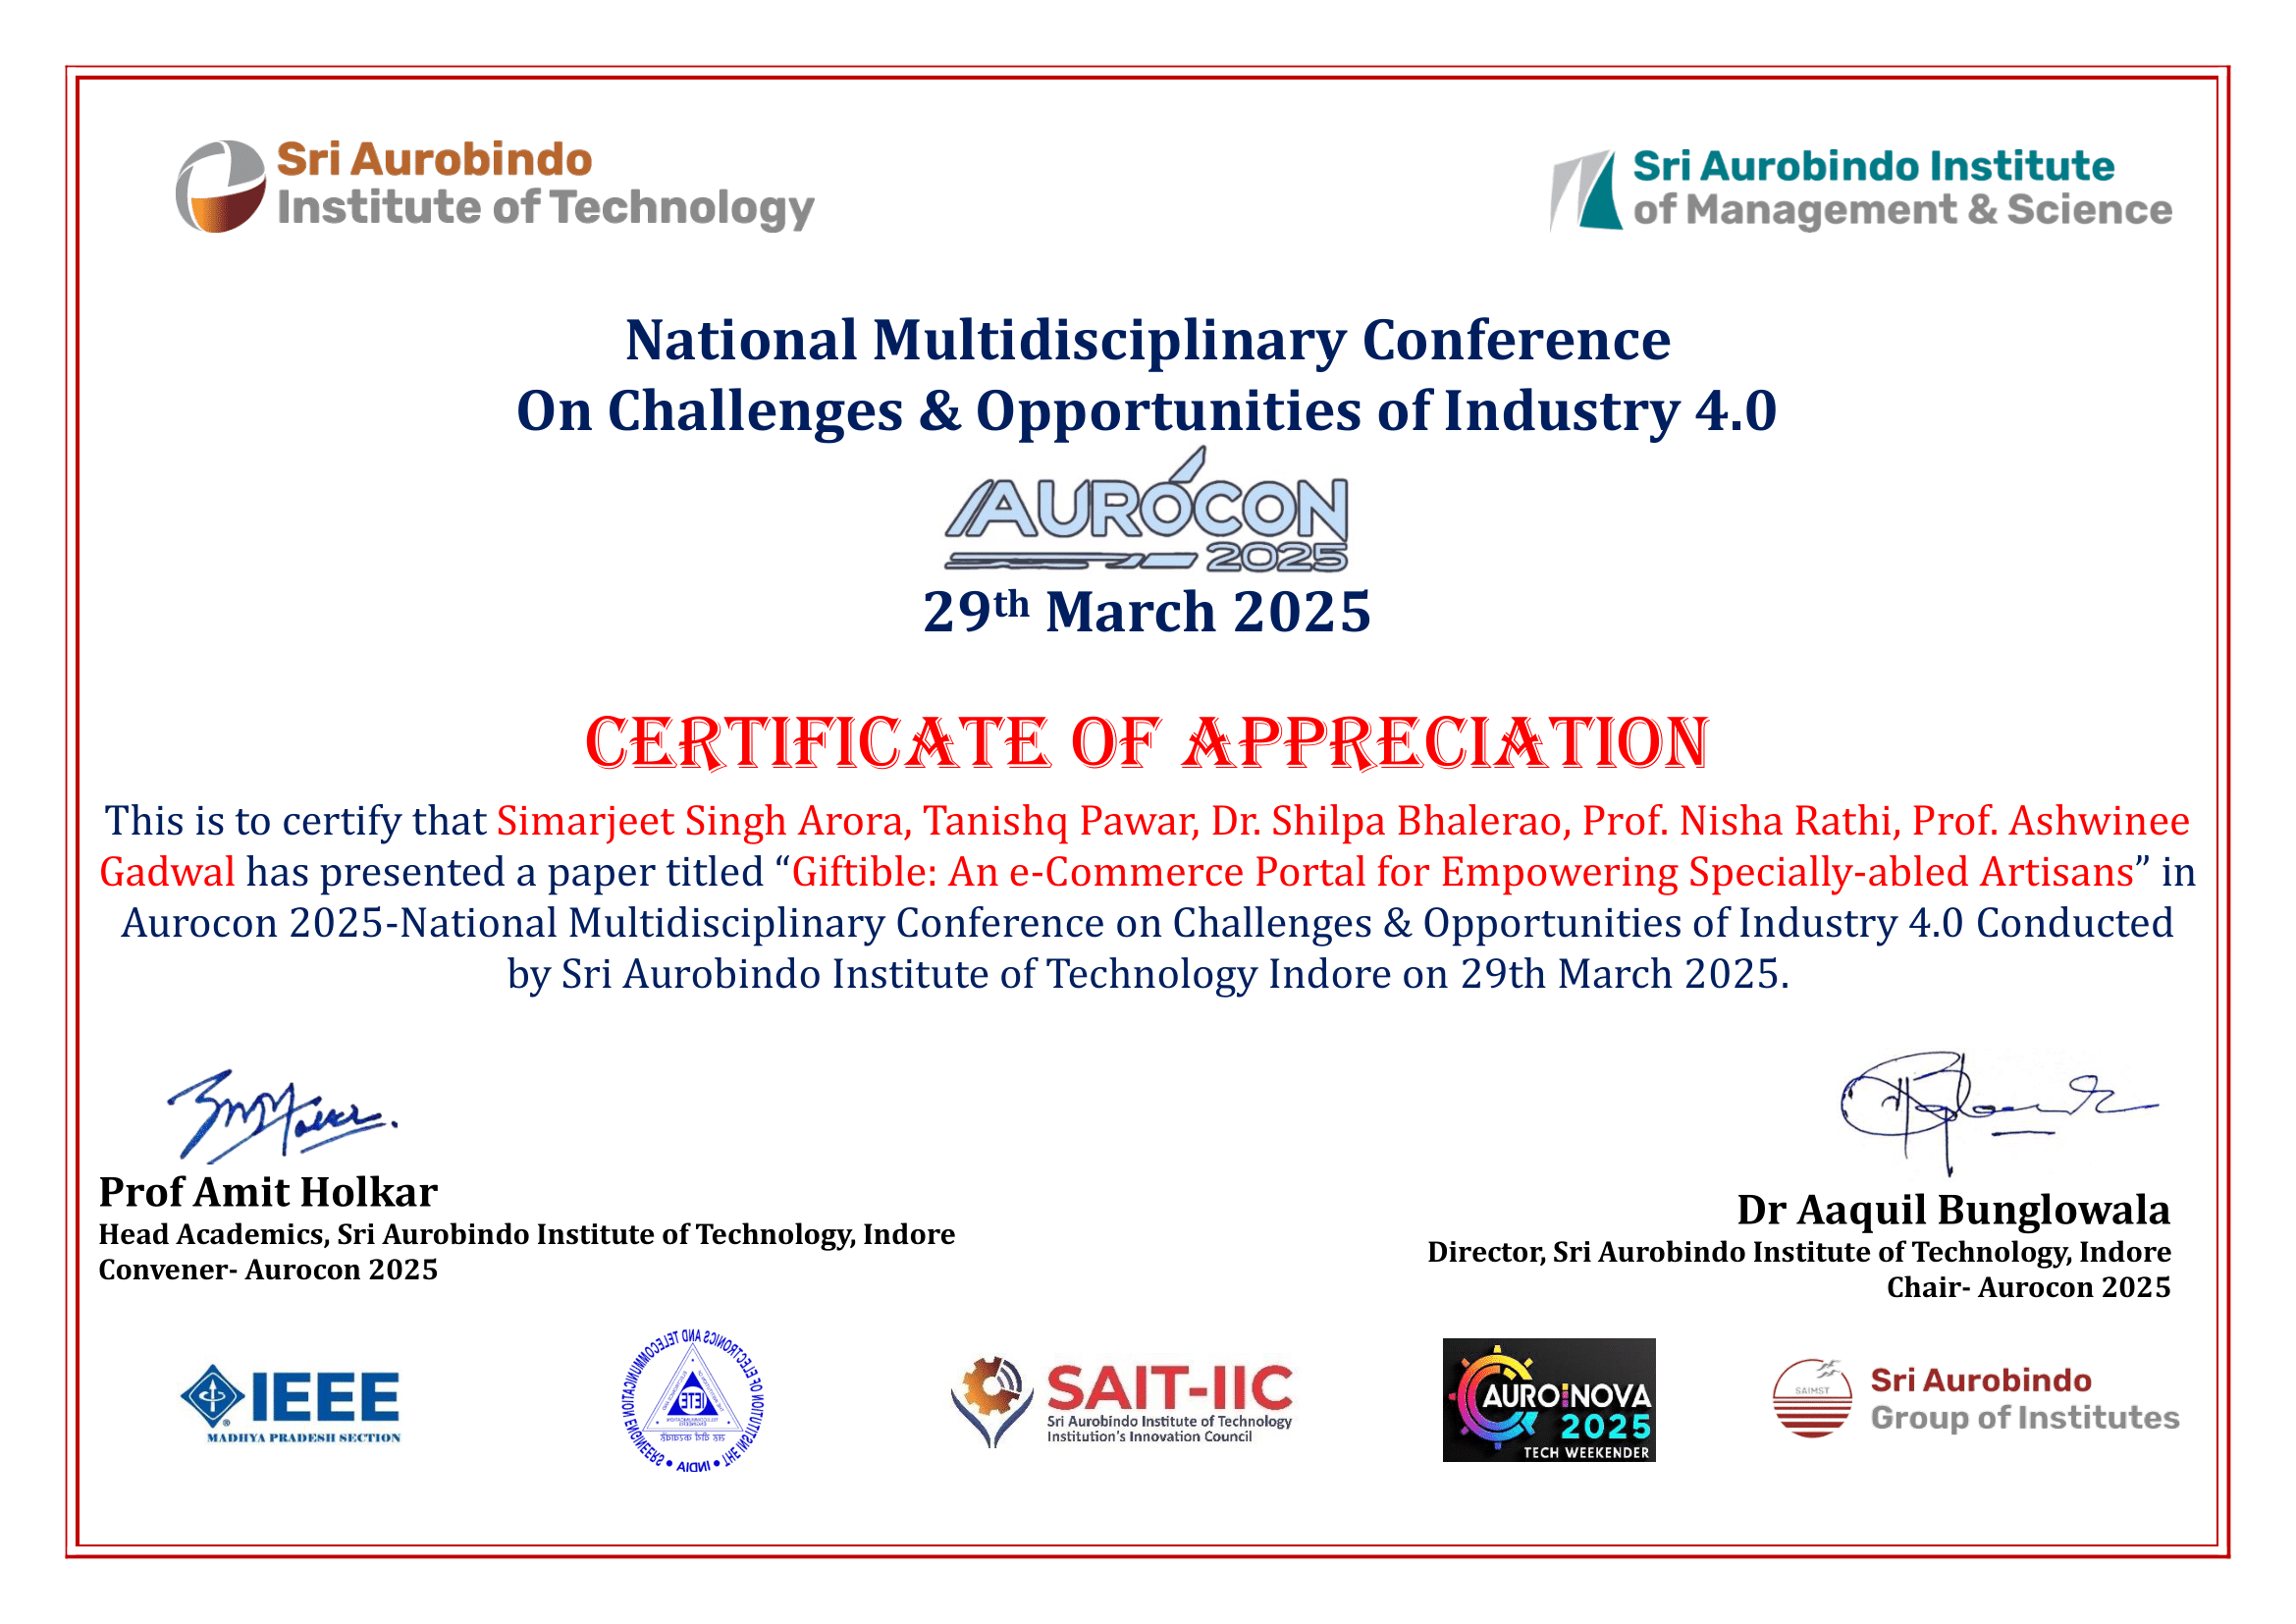 Sri Aurobindo
Institute of Technology
Sri Aurobindo Institute
of Management & Science
National Multidisciplinary Conference
On Challenges & Opportunities of Industry 4.0
AUROCON
2025
29th March 2025
CERTIFICATE OF APPRECIATION
This is to certify that Simarjeet Singh Arora, Tanishq Pawar, Dr. Shilpa Bhalerao, Prof. Nisha Rathi, Prof. Ashwinee
Gadwal has presented a paper titled “Giftible: An e-Commerce Portal for Empowering Specially-abled Artisans” in
Aurocon 2025-National Multidisciplinary Conference on Challenges & Opportunities of Industry 4.0 Conducted
by Sri Aurobindo Institute of Technology Indore on 29th March 2025.
Prof Amit Holkar
Head Academics, Sri Aurobindo Institute of Technology, Indore
Convener- Aurocon 2025
Dr Aaquil Bunglowala
Director, Sri Aurobindo Institute of Technology, Indore
Chair- Aurocon 2025
IEEE
MADHYA PRADESH SECTION
THE INSTITUTION OF ELECTRONICS AND TELECOMMUNICATION ENGINEERS • INDIA •
IETE
SAIT-IIC
Sri Aurobindo Institute of Technology
Institution's Innovation Council
AUROINOVA
2025
TECH WEEKENDER
SAIMST
Sri Aurobindo
Group of Institutes